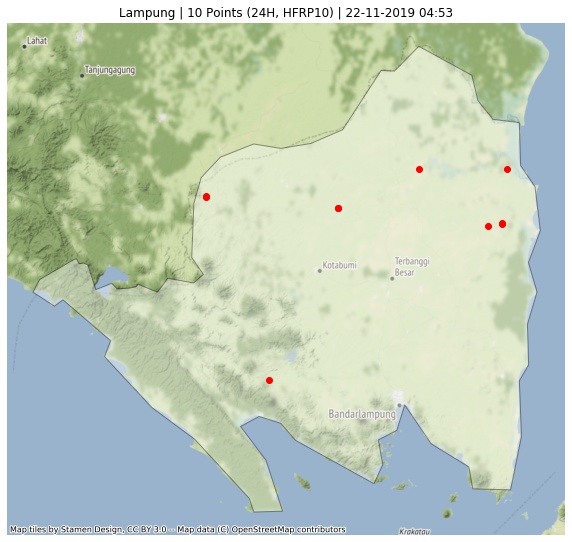 Lampung | 10 Points (24H, HFRP10) | 22-11-2019 04:53
Lahat
Tanjungagung
Terbanggi
Besar
Kotabumi
Bandarlampung
Map tiles by Stamen Design, CC BY 3.0 -- Map data (C) OpenStreetMap contributors
Krakatau